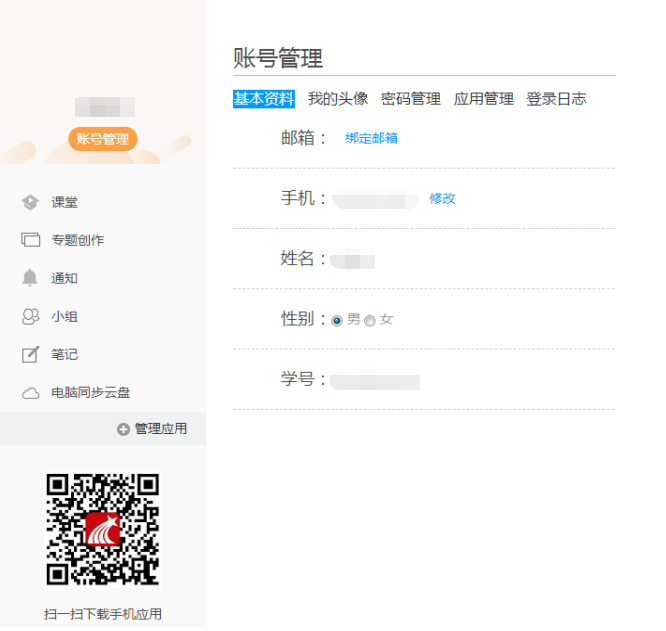 账号管理
课堂
专题创作
通知
小组
笔记
电脑同步云盘
管理应用
扫一扫下载手机应用
账号管理
基本资料 我的头像 密码管理 应用管理 登录日志
邮箱： 绑定邮箱
手机： 修改
姓名：
性别： 男 女
学号：